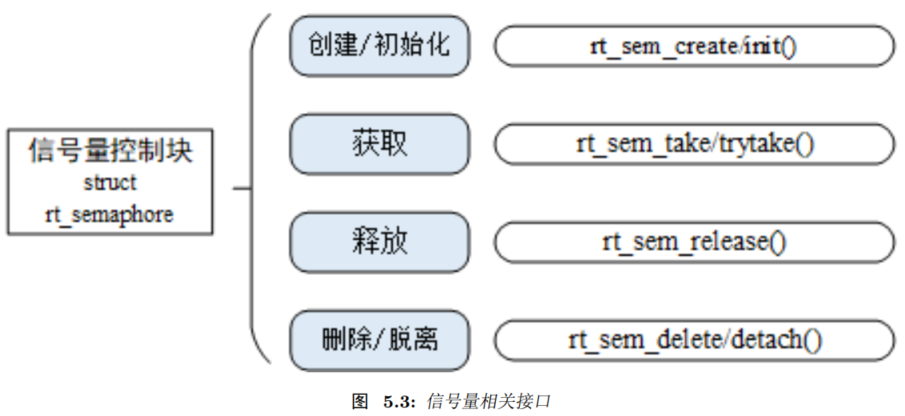 信号量控制块
struct
rt_semaphore
创建/初始化
rt_sem_create/init()
获取
rt_sem_take/trytake()
释放
rt_sem_release()
删除/脱离
rt_sem_delete/detach()
图 5.3: 信号量相关接口